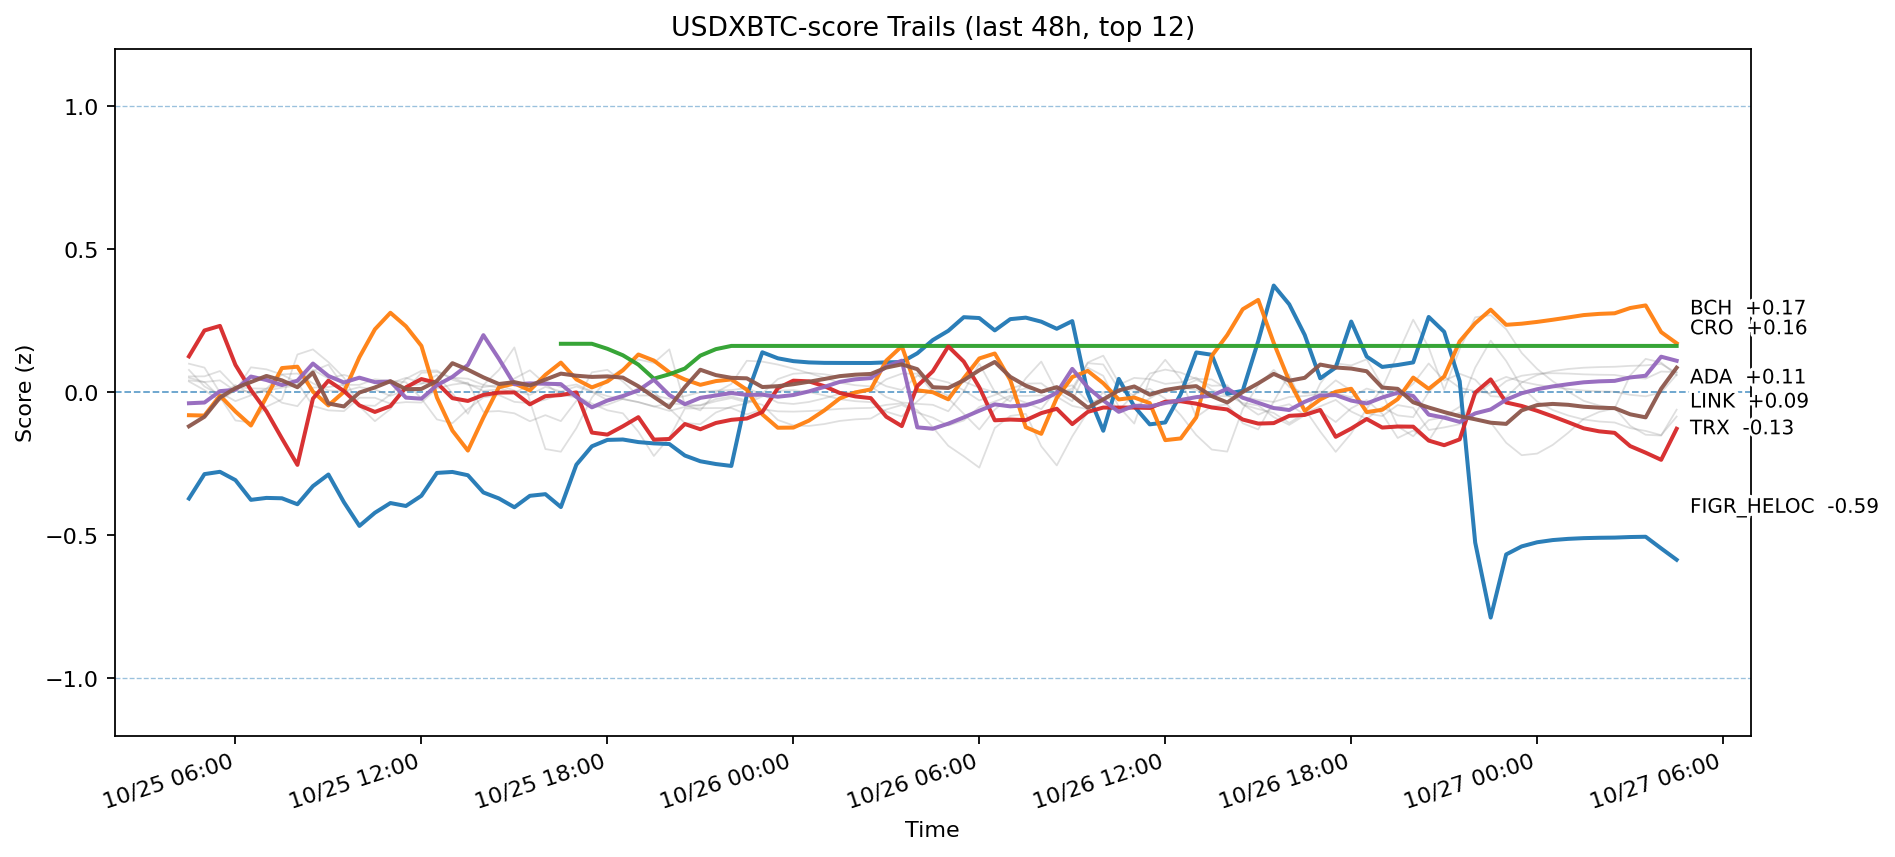 USDXBTC-score Trails (last 48h, top 12)
Score (z)
1.0
0.5
0.0
−0.5
−1.0
BCH +0.17
CRO +0.16
ADA +0.11
LINK +0.09
TRX -0.13
FIGR_HELOC -0.59
10/25 06:00
10/25 12:00
10/25 18:00
10/26 00:00
10/26 06:00
10/26 12:00
10/26 18:00
10/27 00:00
10/27 06:00
Time